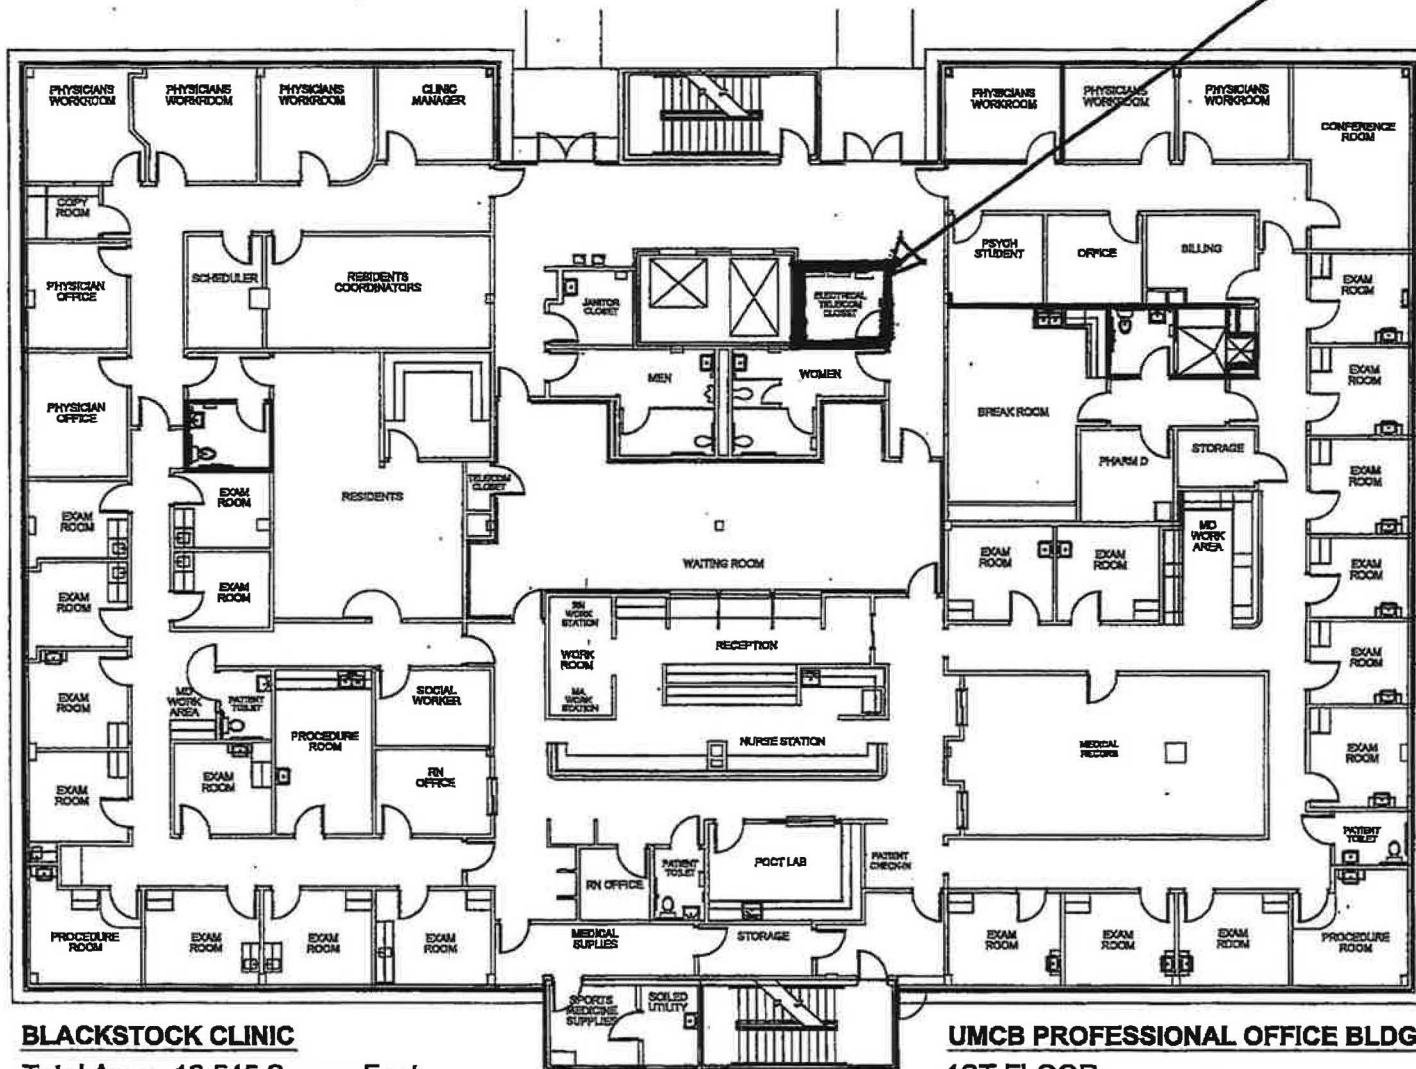 PHYSICIANS
WORKROOM
PHYSICIANS
WORKROOM
PHYSICIANS
WORKROOM
CLINIC
MANAGER
PHYSICIANS
WORKROOM
PHYSICIANS
WORKROOM
PHYSICIANS
WORKROOM
CONFERENCE
ROOM
COPY
ROOM
PHYSICIAN
OFFICE
SCHEDULER
RESIDENTS
COORDINATORS
JANITOR
CLOSET
ELECTRICAL
TELECOM
CLOSET
PSYCH
STUDENT
OFFICE
BILLING
EXAM
ROOM
PHYSICIAN
OFFICE
MEN
WOMEN
BREAK ROOM
EXAM
ROOM
PHARM D
STORAGE
EXAM
ROOM
EXAM
ROOM
EXAM
ROOM
RESIDENTS
TELECOM
CLOSET
WAITING ROOM
EXAM
ROOM
EXAM
ROOM
MD
WORK
AREA
EXAM
ROOM
EXAM
ROOM
EXAM
ROOM
RN
WORK
STATION
WORK
ROOM
MA
WORK
STATION
RECEPTION
EXAM
ROOM
EXAM
ROOM
MD
WORK
AREA
PATIENT
TOILET
PROCEDURE
ROOM
SOCIAL
WORKER
NURSE STATION
MEDICAL
RECORD
EXAM
ROOM
EXAM
ROOM
EXAM
ROOM
RN
OFFICE
RN OFFICE
PATIENT
TOILET
POCT LAB
PATIENT
CHECK-IN
PATIENT
TOILET
PROCEDURE
ROOM
EXAM
ROOM
EXAM
ROOM
EXAM
ROOM
MEDICAL
SUPLIES
STORAGE
EXAM
ROOM
EXAM
ROOM
EXAM
ROOM
PROCEDURE
ROOM
SPORTS
MEDICINE
SUPPLIES
SOILED
UTILITY
BLACKSTOCK CLINIC
UMCB PROFESSIONAL OFFICE BLDG
1ST FLOOR